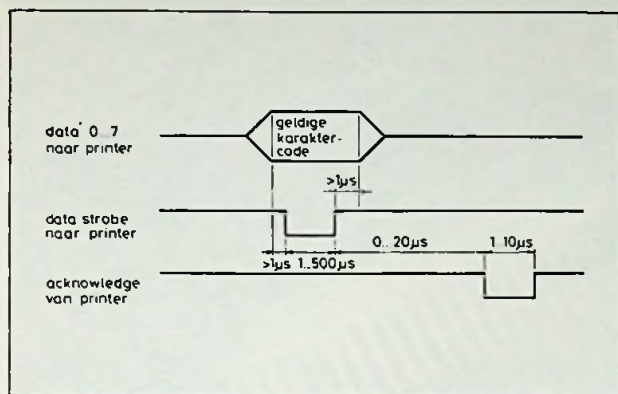 data 0...7
naar printer
geldige
karakter-
code
>1µs
data strobe
naar printer
>1µs
1...500µs
0...20µs
1...10µs
acknowledge
van printer